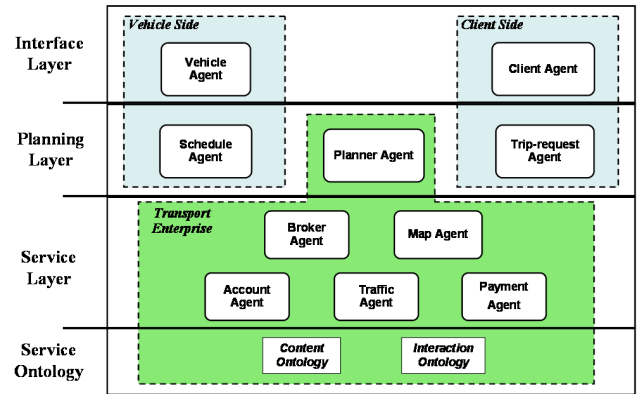 Vehicle Side
Client Side
Interface
Layer
Vehicle
Agent
Client Agent
Planning
Layer
Schedule
Agent
Planner Agent
Trip-request
Agent
Transport
Enterprise
Broker
Agent
Map Agent
Service
Layer
Account
Agent
Traffic
Agent
Payment
Agent
Service
Ontology
Content
Ontology
Interaction
Ontology